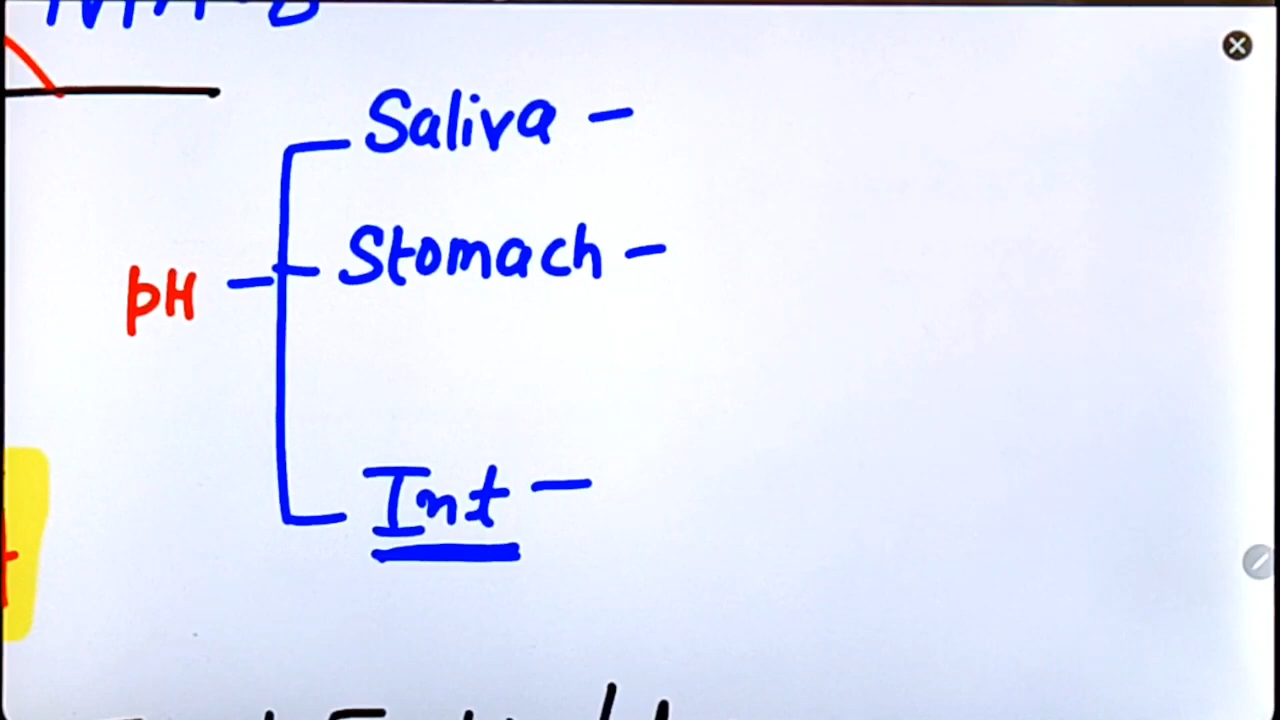 Saliva -
Stomach -
pH -
Int -